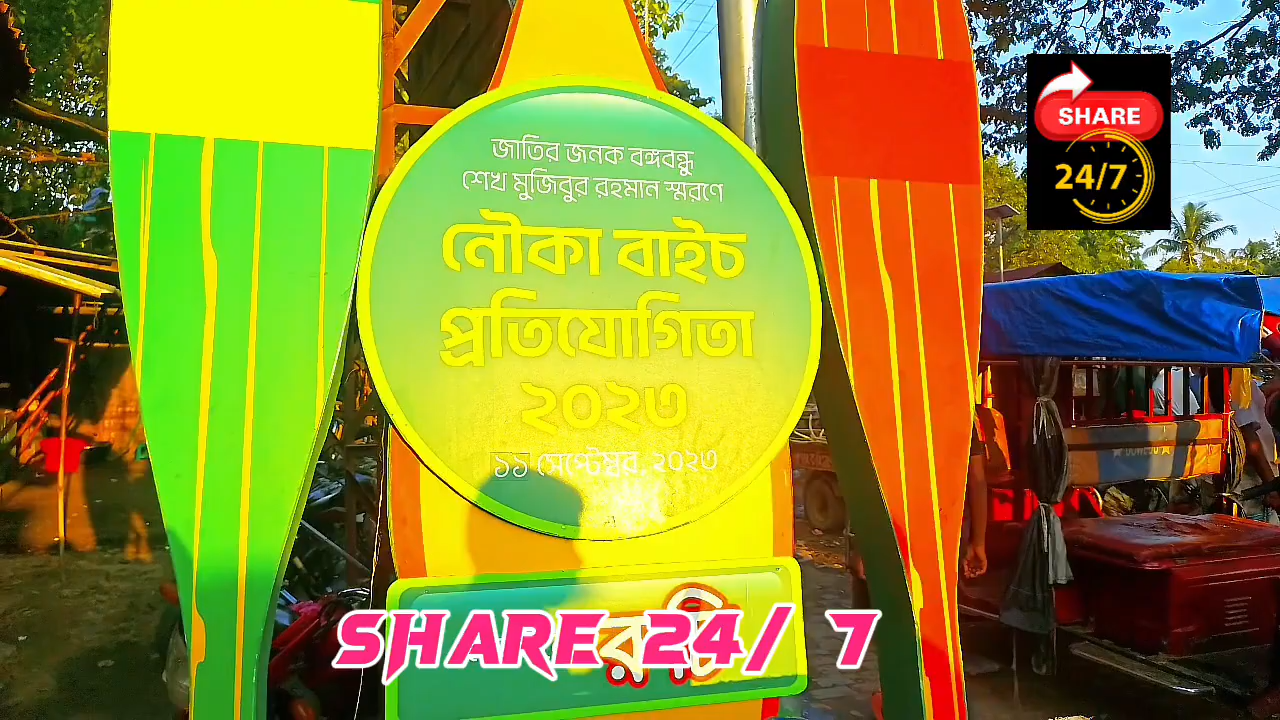 জাতির জনক বঙ্গবন্ধু
শেখ মুজিবুর রহমান স্মরণে
নৌকা বাইচ
প্রতিযোগিতা
২০২৩
১১ সেপ্টেম্বর, ২০২৩
SHARE
24/7
রুচি
SHARE 24/ 7